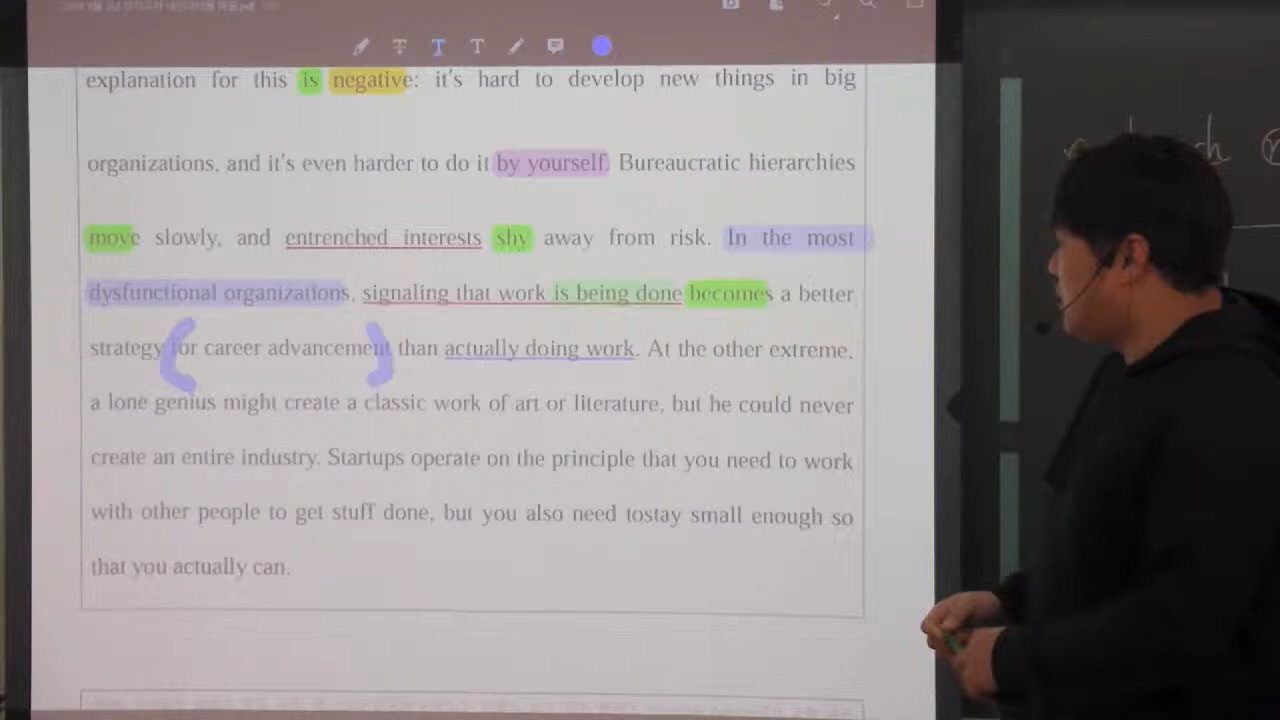 explanation for this is negative: it's hard to develop new things in big
organizations, and it's even harder to do it by yourself. Bureaucratic hierarchies
move slowly, and entrenched interests shy away from risk. In the most
dysfunctional organizations, signaling that work is being done becomes a better
strategy for career advancement than actually doing work. At the other extreme,
a lone genius might create a classic work of art or literature, but he could never
create an entire industry. Startups operate on the principle that you need to work
with other people to get stuff done, but you also need tostay small enough so
that you actually can.